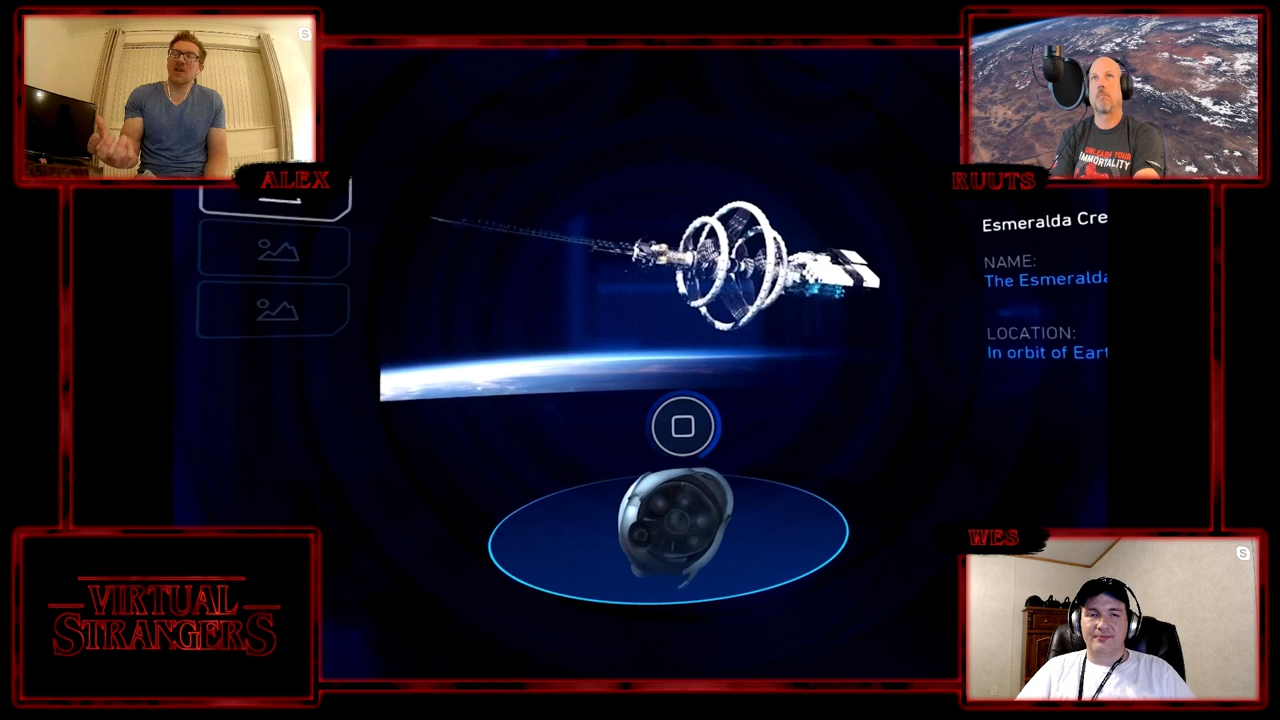 ALEX
RUUTS
UNLEASH YOUR
IMMORTALITY
Esmeralda Cre
NAME:
The Esmeralda
LOCATION:
In orbit of Eart
WES
VIRTUAL
STRANGERS